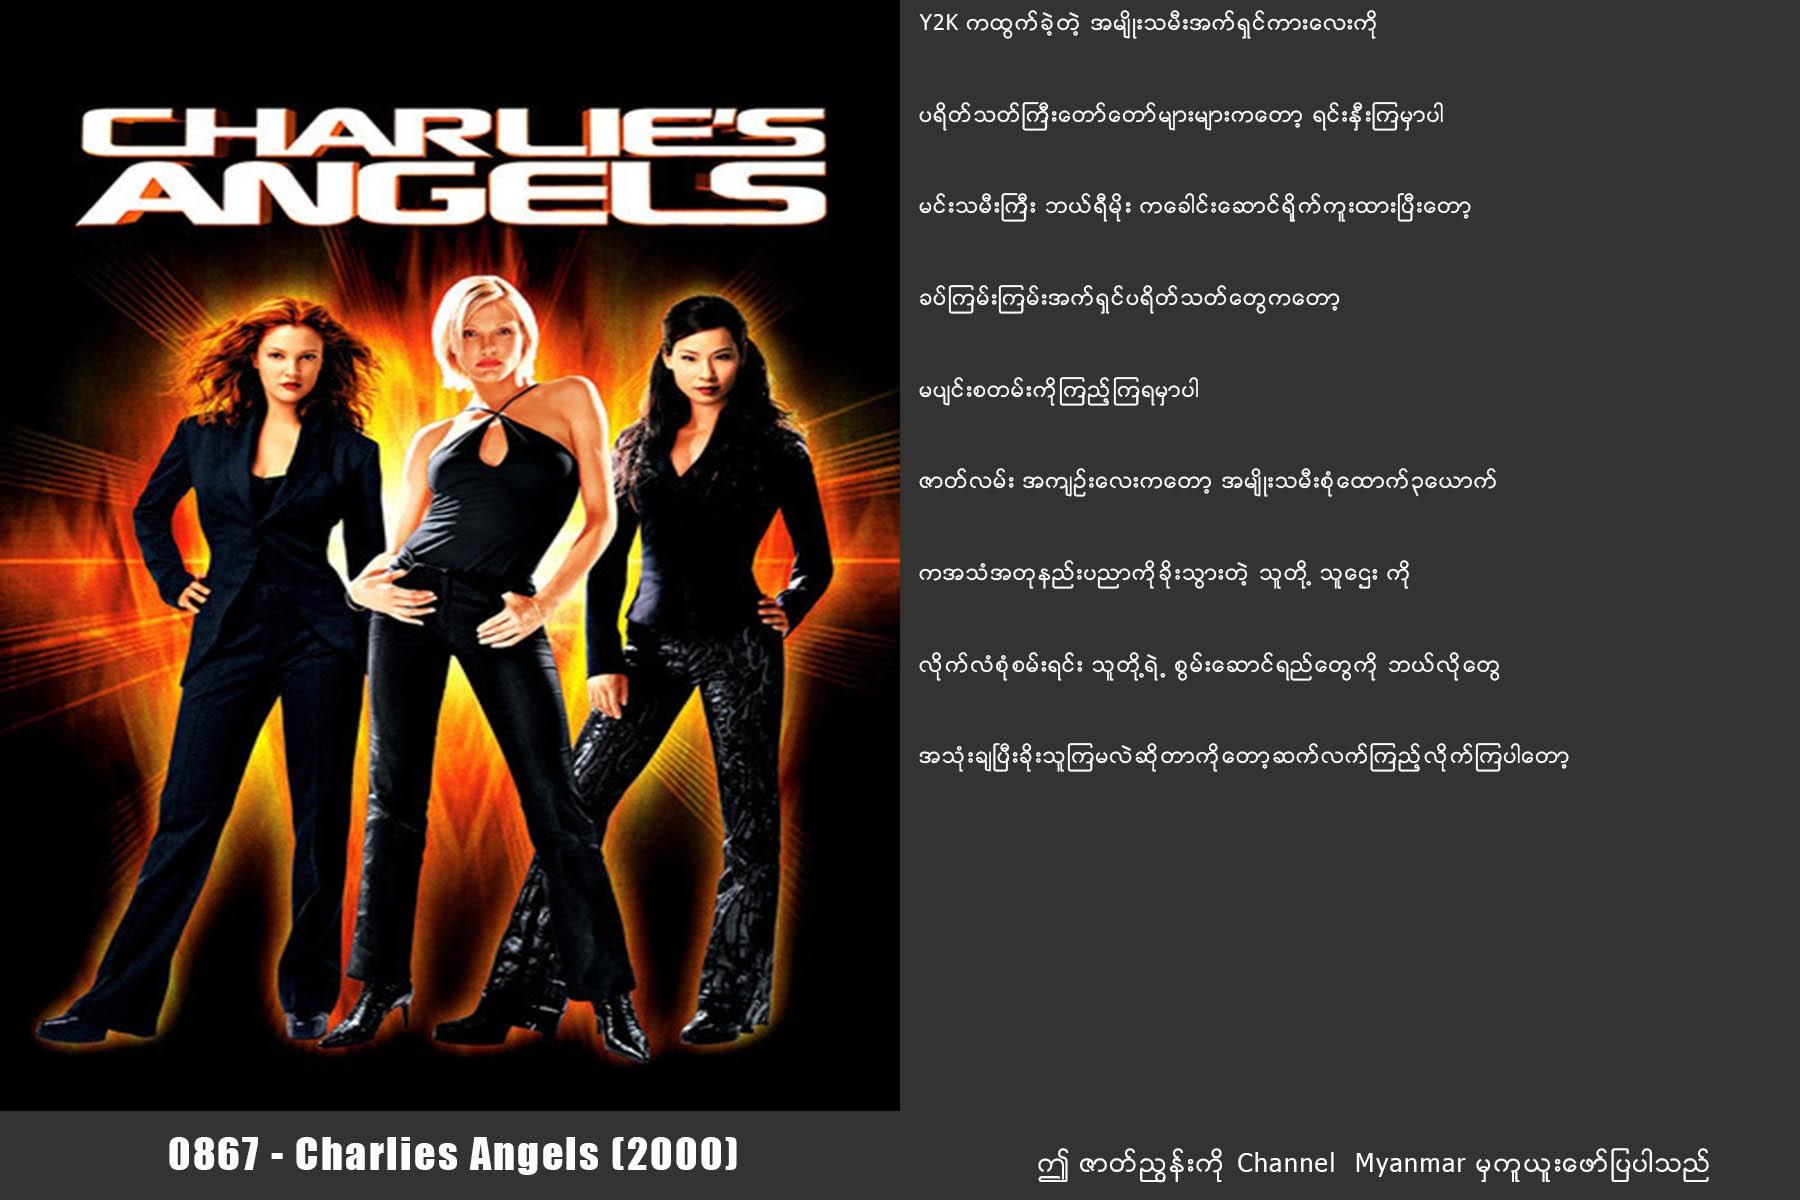 CHARLIE'S
ANGELS
Y2K ကထွက်ခဲ့တဲ့ အမျိုးသမီးအက်ရှင်ကားလေးကို
ပရိတ်သတ်ကြီးတော်တော်များများကတော့ ရင်းနှီးကြမှာပါ
မင်းသမီးကြီး ဘယ်ရီမိုး ကခေါင်းဆောင်ရိုက်ကူးထားပြီးတော့
ခပ်ကြမ်းကြမ်းအက်ရှင်ပရိတ်သတ်တွေကတော့
မပျင်းစတမ်းကိုကြည့်ကြရမှာပါ
ဇာတ်လမ်း အကျဉ်းလေးကတော့ အမျိုးသမီးစုံထောက်၃ယောက်
ကအသံအတုနည်းပညာကိုခိုးသွားတဲ့ သူတို့ သူဌေး ကို
လိုက်လံစုံစမ်းရင်း သူတို့ရဲ့ စွမ်းဆောင်ရည်တွေကို ဘယ်လိုတွေ
အသုံးချပြီးခိုးသူကြမလဲဆိုတာကိုတော့ဆက်လက်ကြည့်လိုက်ကြပါတော့
0867 - Charlies Angels (2000)
ဤ ဇာတ်ညွှန်းကို Channel Myanmar မှကူယူးဖော်ပြပါသည်